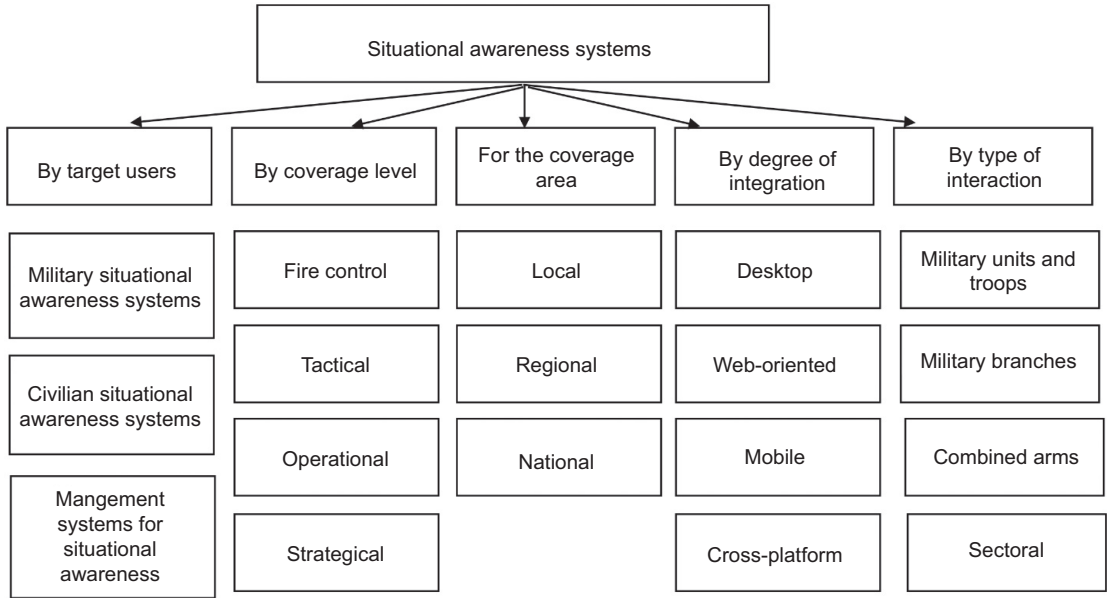 Situational awareness systems
By target users
By coverage level
For the coverage
area
By degree of
integration
By type of
interaction
Military situational
awareness systems
Civilian situational
awareness systems
Mangement
systems for
situational
awareness
Fire control
Tactical
Operational
Strategical
Local
Regional
National
Desktop
Web-oriented
Mobile
Cross-platform
Military units and
troops
Military branches
Combined arms
Sectoral